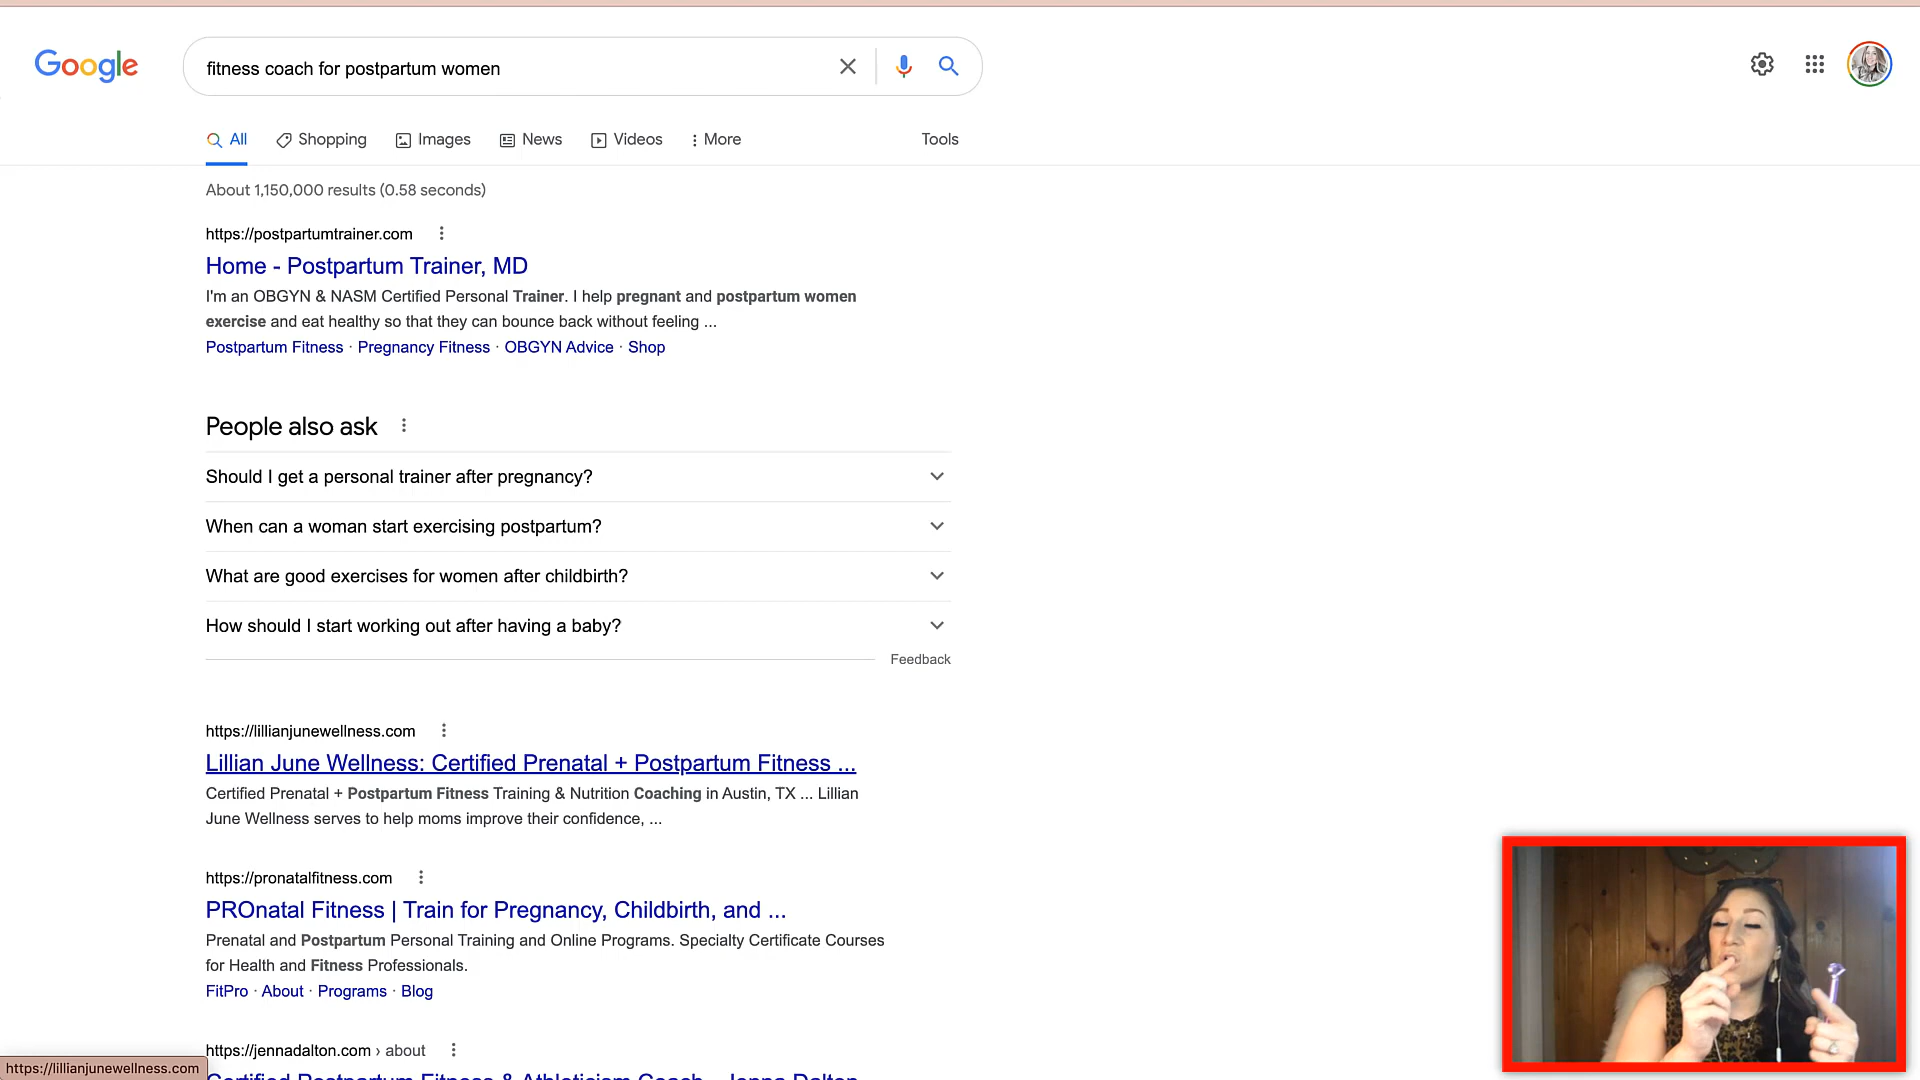 Google
fitness coach for postpartum women
All Shopping Images News Videos More Tools
About 1,150,000 results (0.58 seconds)
https://postpartumtrainer.com
Home - Postpartum Trainer, MD
I'm an OBGYN & NASM Certified Personal Trainer. I help pregnant and postpartum women
exercise and eat healthy so that they can bounce back without feeling ...
Postpartum Fitness · Pregnancy Fitness · OBGYN Advice · Shop
People also ask
Should I get a personal trainer after pregnancy?
When can a woman start exercising postpartum?
What are good exercises for women after childbirth?
How should I start working out after having a baby?
Feedback
https://lillianjunewellness.com
Lillian June Wellness: Certified Prenatal + Postpartum Fitness ...
Certified Prenatal + Postpartum Fitness Training & Nutrition Coaching in Austin, TX ... Lillian
June Wellness serves to help moms improve their confidence, ...
https://pronatalfitness.com
PROnatal Fitness | Train for Pregnancy, Childbirth, and ...
Prenatal and Postpartum Personal Training and Online Programs. Specialty Certificate Courses
for Health and Fitness Professionals.
FitPro · About · Programs · Blog
https://jennadalton.com › about
Certified Postpartum Fitness & Athleticism Coach - Jenna Dalton
https://lillianjunewellness.com